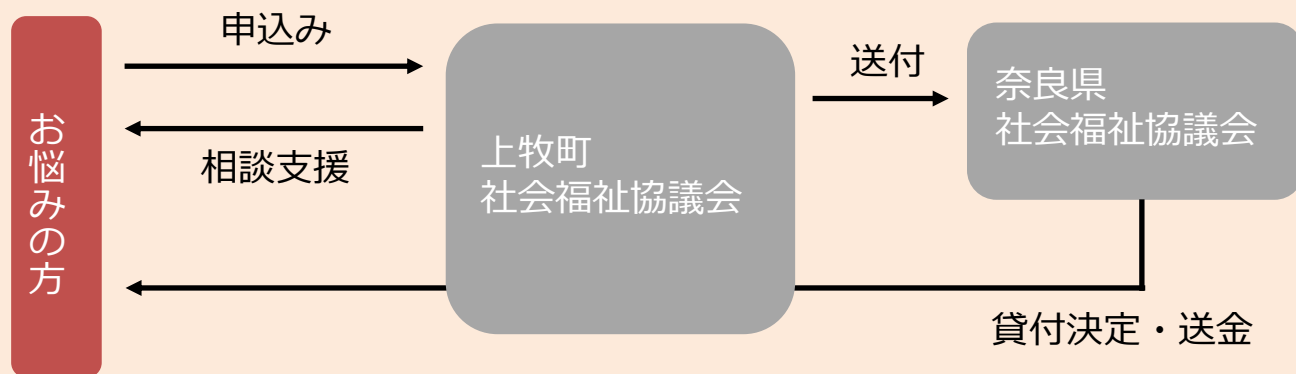 お悩みの方
申込み
相談支援
上牧町
社会福祉協議会
送付
奈良県
社会福祉協議会
貸付決定・送金